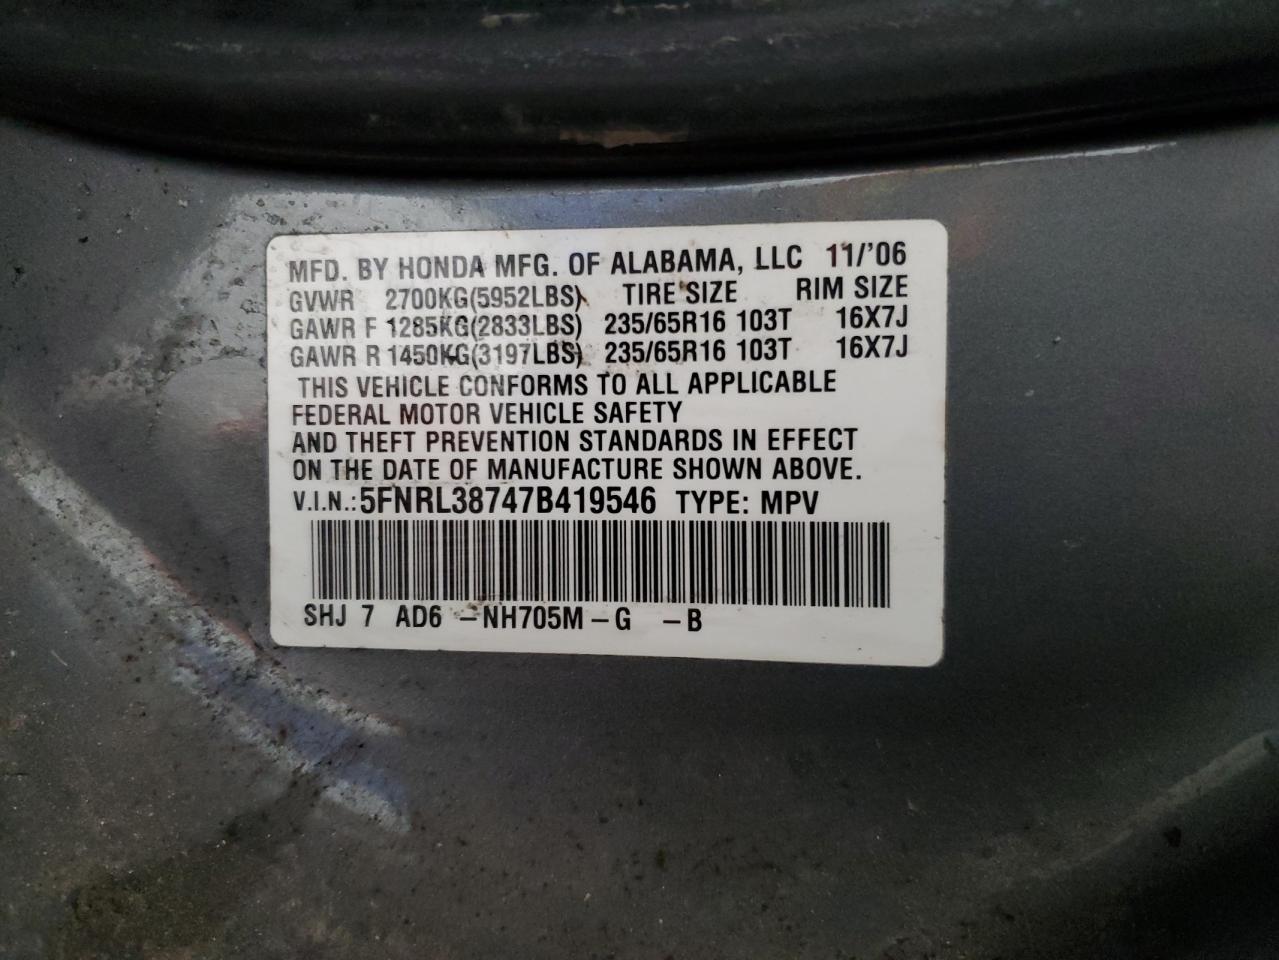 MFD. BY HONDA MFG. OF ALABAMA, LLC 11/'06
GVWR 2700KG(5952LBS) TIRE SIZE RIM SIZE
GAWR F 1285KG(2833LBS) 235/65R16 103T 16X7J
GAWR R 1450KG(3197LBS) 235/65R16 103T 16X7J
THIS VEHICLE CONFORMS TO ALL APPLICABLE
FEDERAL MOTOR VEHICLE SAFETY
AND THEFT PREVENTION STANDARDS IN EFFECT
ON THE DATE OF MANUFACTURE SHOWN ABOVE.
V.I.N.: 5FNRL38747B419546 TYPE: MPV
SHJ 7 AD6 -NH705M-G -B